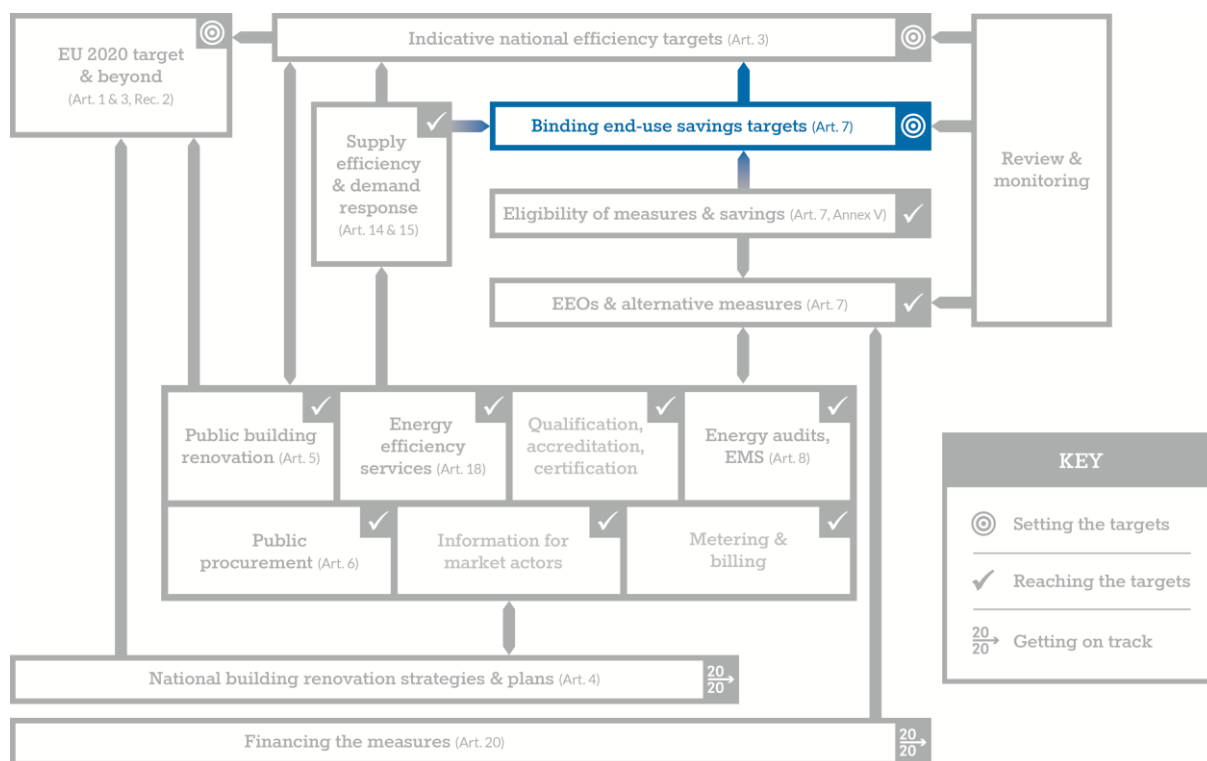 EU 2020 target
& beyond
(Art. 1 & 3, Rec. 2)
Indicative national efficiency targets (Art. 3)
Supply
efficiency
& demand
response
(Art. 14 & 15)
Binding end-use savings targets (Art. 7)
Eligibility of measures & savings (Art. 7, Annex V)
EEOs & alternative measures (Art. 7)
Review &
monitoring
Public building
renovation (Art. 5)
Energy
efficiency
services (Art. 18)
Qualification,
accreditation,
certification
Energy audits,
EMS (Art. 8)
Public
procurement (Art. 6)
Information for
market actors
Metering &
billing
National building renovation strategies & plans (Art. 4)
20
20
Financing the measures (Art. 20)
20
20
KEY
Setting the targets
Reaching the targets
20
20
Getting on track